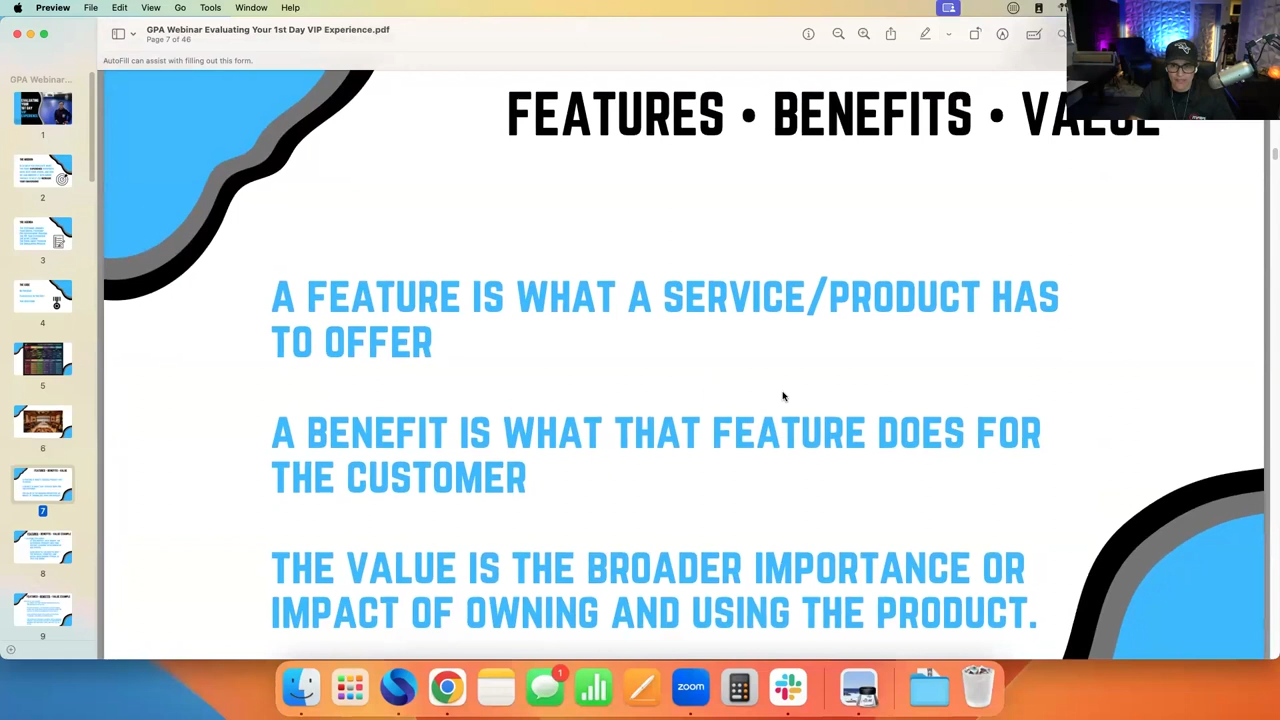 Preview File Edit View Go Tools Window Help
GPA Webinar Evaluating Your 1st Day VIP Experience.pdf
Page 7 of 46
AutoFill can assist with filling out this form.
GPA Webinar...
1
2
3
4
5
6
7
8
9
FEATURES • BENEFITS • VALUE
A FEATURE IS WHAT A SERVICE/PRODUCT HAS
TO OFFER
A BENEFIT IS WHAT THAT FEATURE DOES FOR
THE CUSTOMER
THE VALUE IS THE BROADER IMPORTANCE OR
IMPACT OF OWNING AND USING THE PRODUCT.
1
zoom